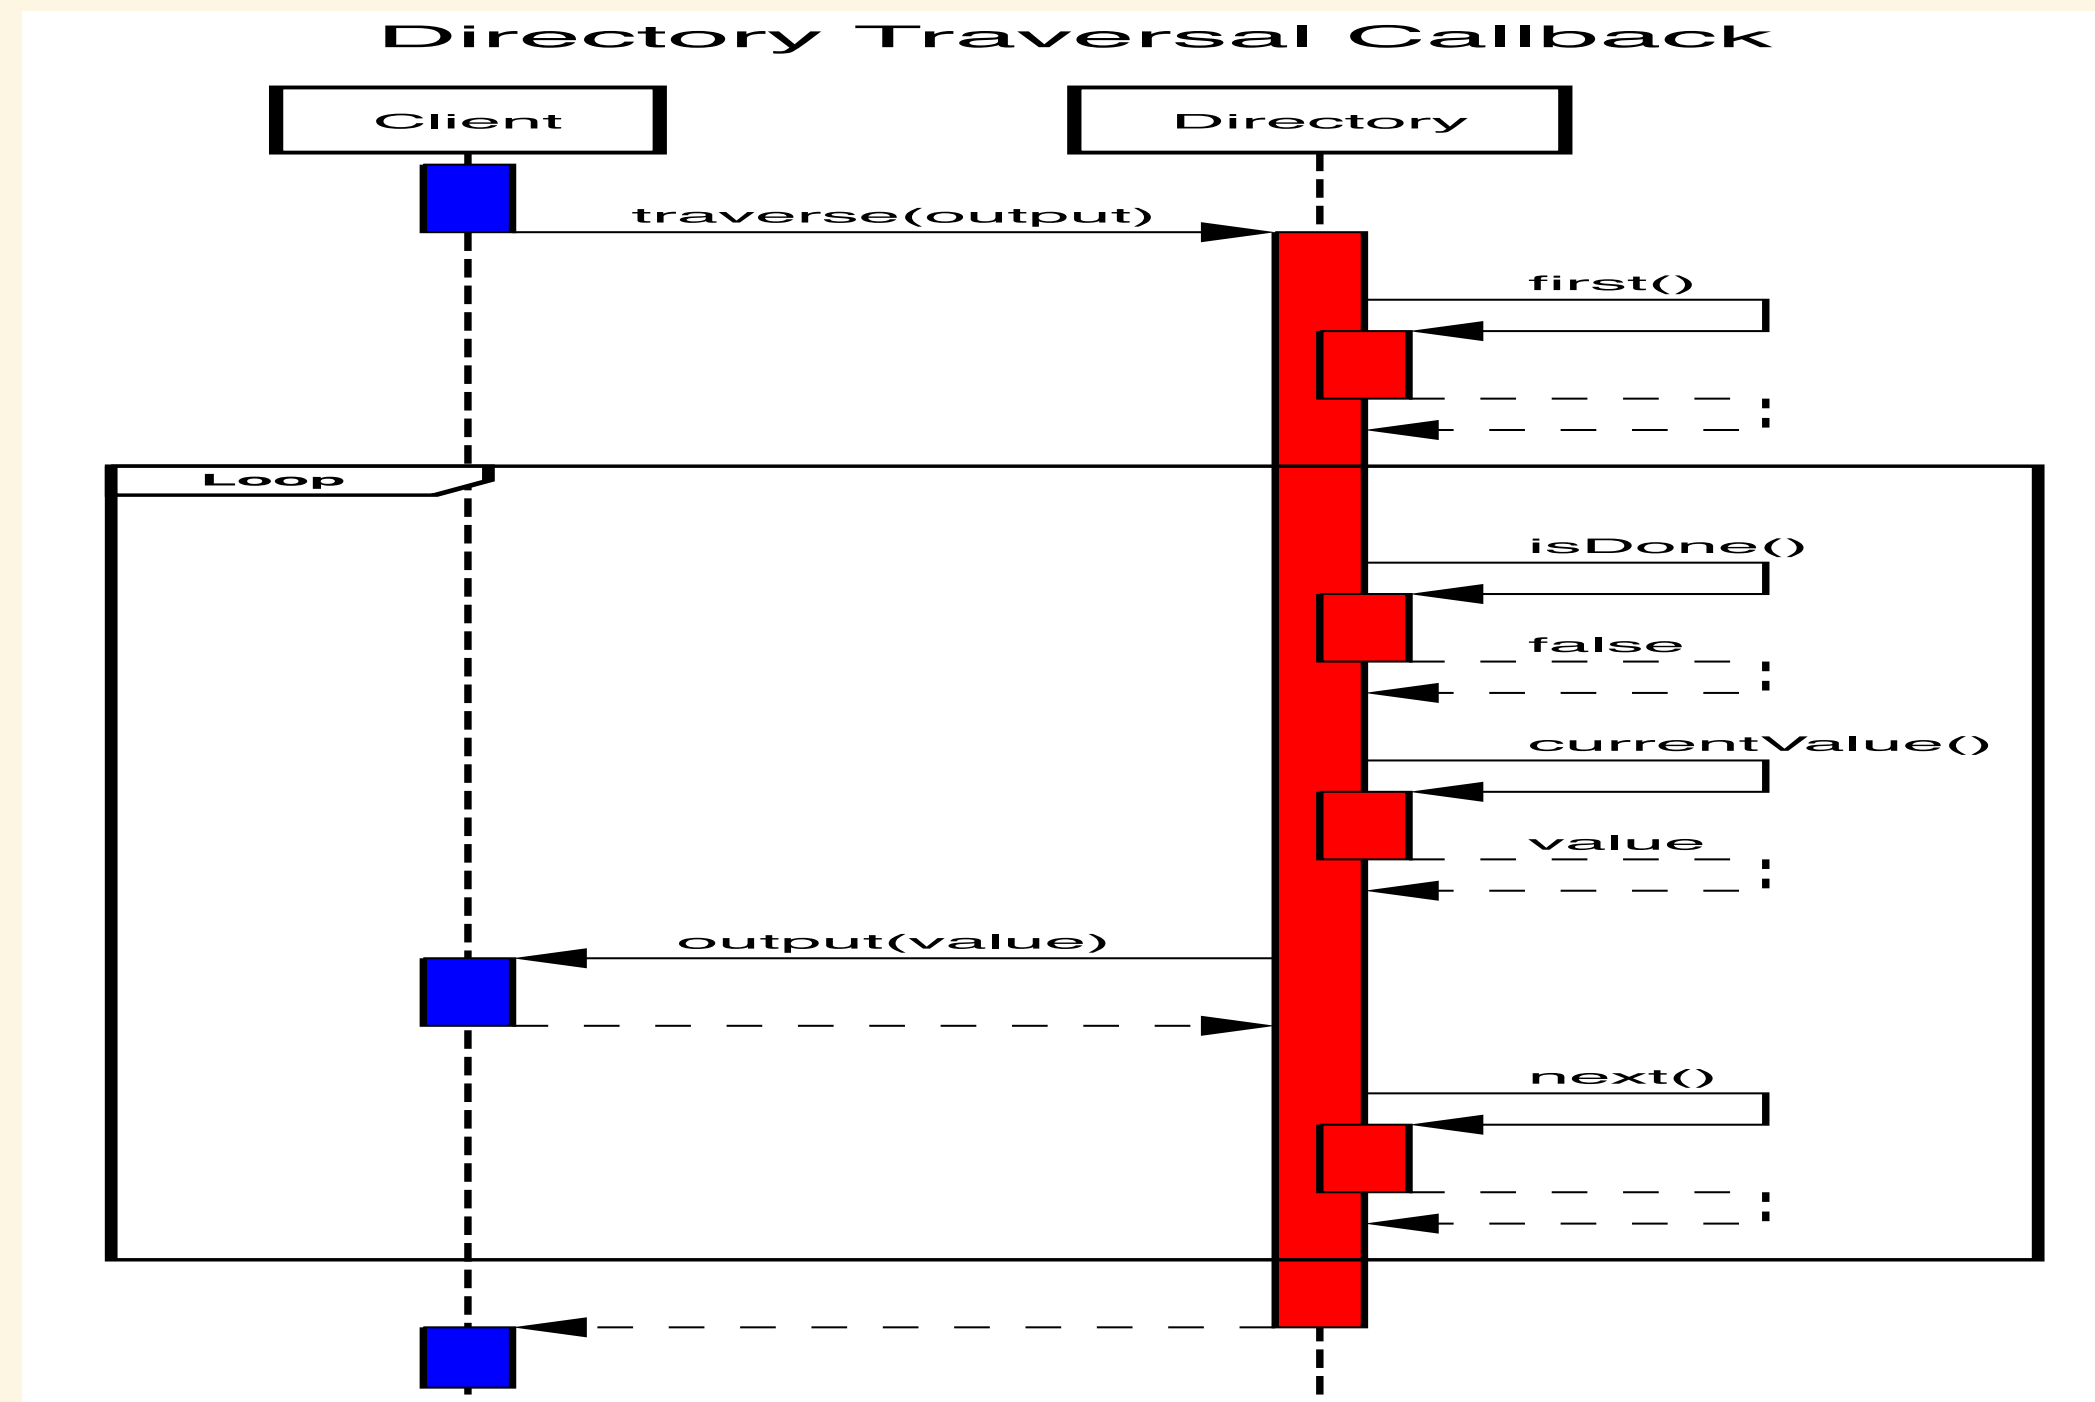 Directory Traversal Callback
Client
Directory
traverse(output)
first()
Loop
isDone()
false
currentValue()
value
output(value)
next()